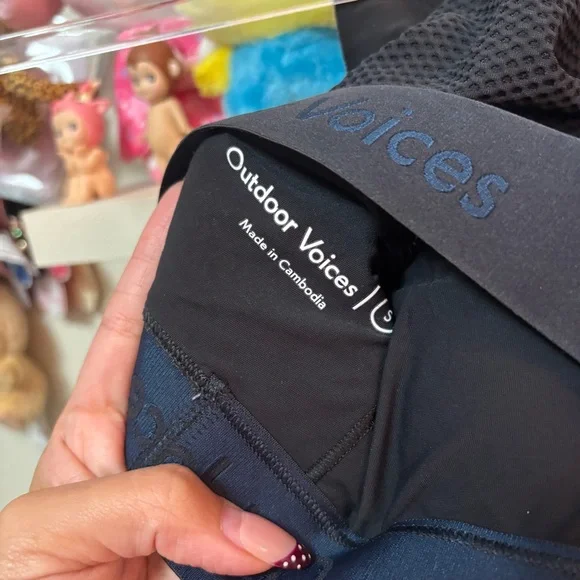 Voices
Outdoor Voices | S
Made in Cambodia